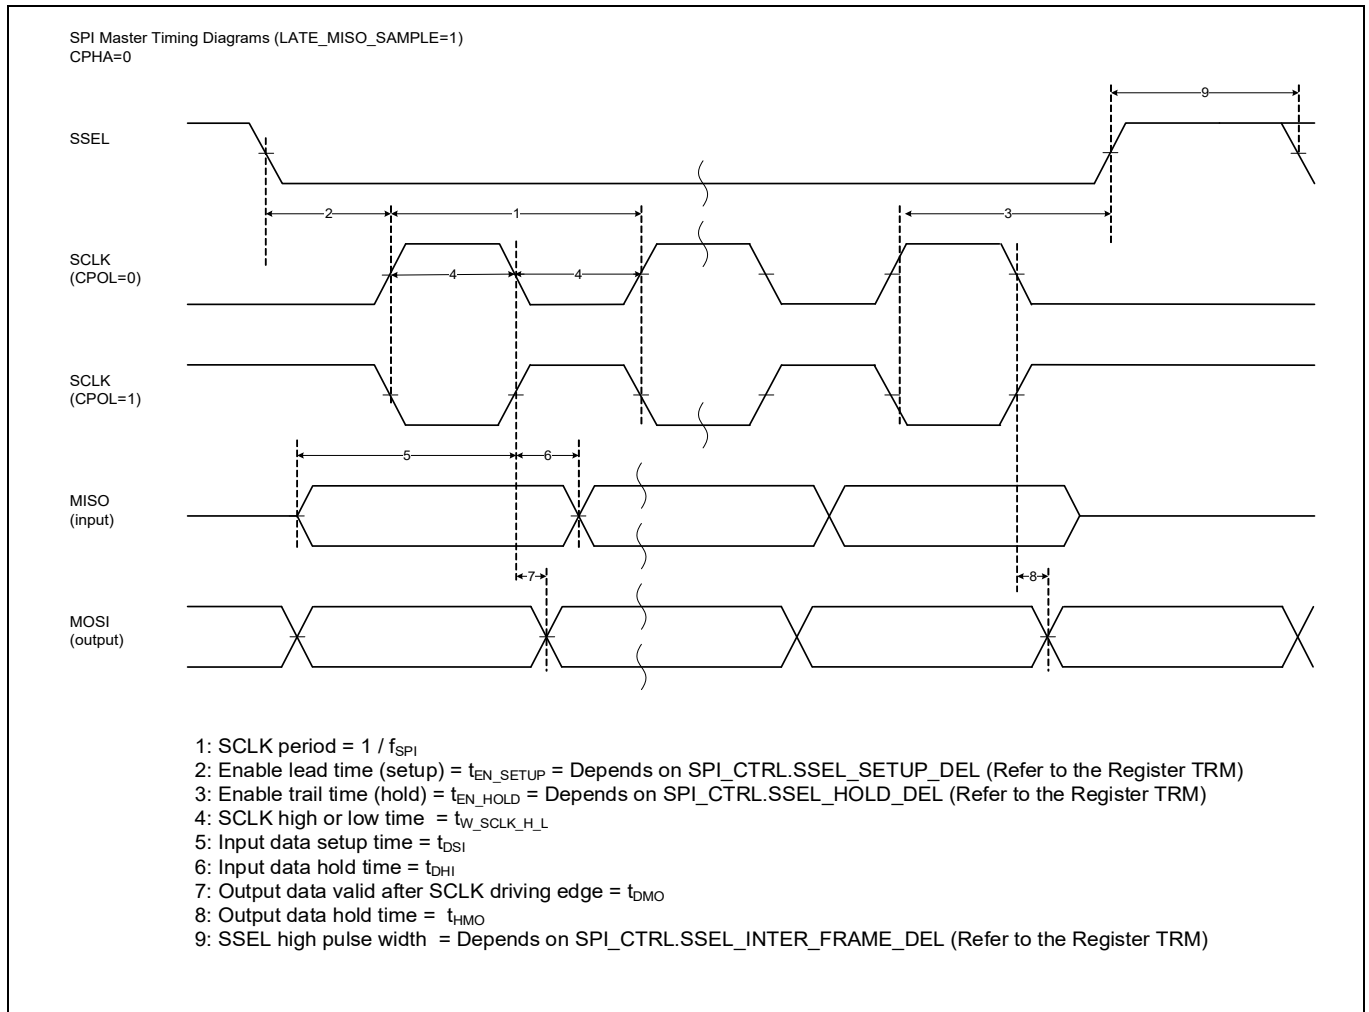 SPI Master Timing Diagrams (LATE_MISO_SAMPLE=1)
CPHA=0
9
SSEL
2
1
3
SCLK
(CPOL=0)
4
4
SCLK
(CPOL=1)
5
6
MISO
(input)
7
8
MOSI
(output)
1: SCLK period = 1 / fSPI
2: Enable lead time (setup) = tEN_SETUP = Depends on SPI_CTRL.SSEL_SETUP_DEL (Refer to the Register TRM)
3: Enable trail time (hold) = tEN_HOLD = Depends on SPI_CTRL.SSEL_HOLD_DEL (Refer to the Register TRM)
4: SCLK high or low time = tW_SCLK_H_L
5: Input data setup time = tDSI
6: Input data hold time = tDHI
7: Output data valid after SCLK driving edge = tDMO
8: Output data hold time = tHMO
9: SSEL high pulse width = Depends on SPI_CTRL.SSEL_INTER_FRAME_DEL (Refer to the Register TRM)